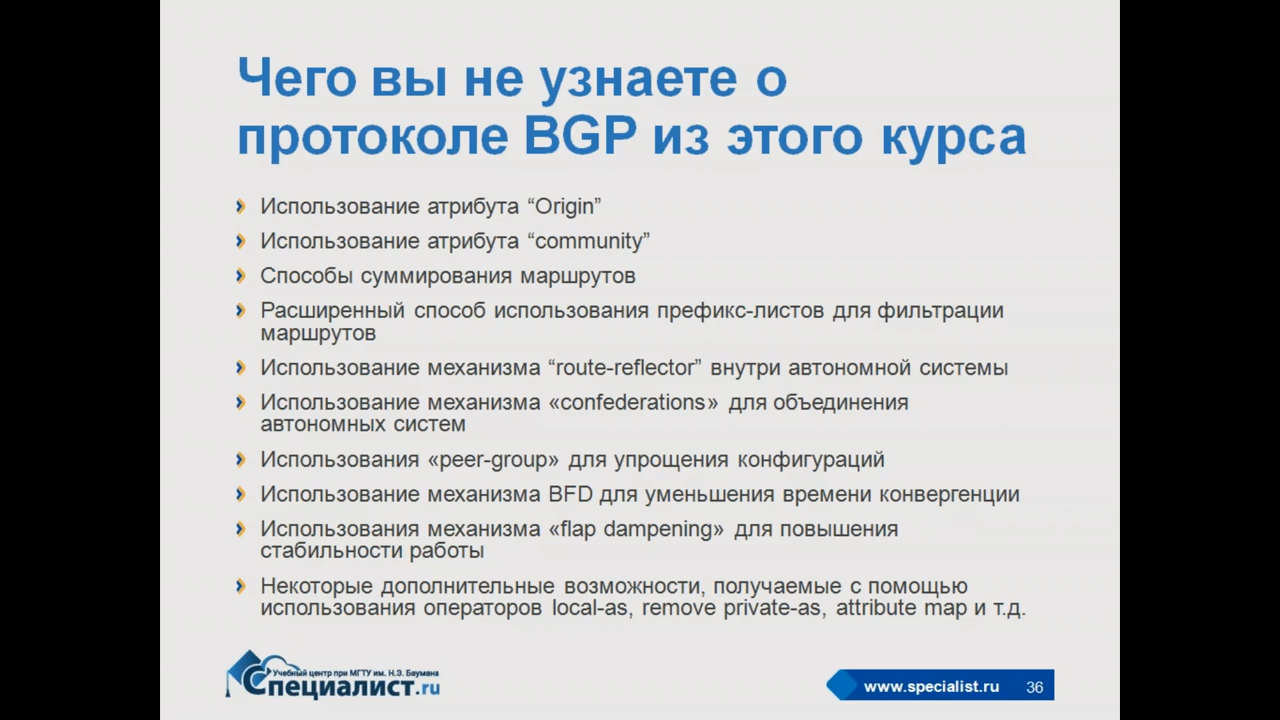 Чего вы не узнаете о
протоколе BGP из этого курса
Использование атрибута “Origin”
Использование атрибута “community”
Способы суммирования маршрутов
Расширенный способ использования префикс-листов для фильтрации
маршрутов
Использование механизма “route-reflector” внутри автономной системы
Использование механизма «confederations» для объединения
автономных систем
Использования «peer-group» для упрощения конфигураций
Использование механизма BFD для уменьшения времени конвергенции
Использования механизма «flap dampening» для повышения
стабильности работы
Некоторые дополнительные возможности, получаемые с помощью
использования операторов local-as, remove private-as, attribute map и т.д.
Учебный центр при МГТУ им. Н.Э. Баумана
Специалист.ru
www.specialist.ru 36